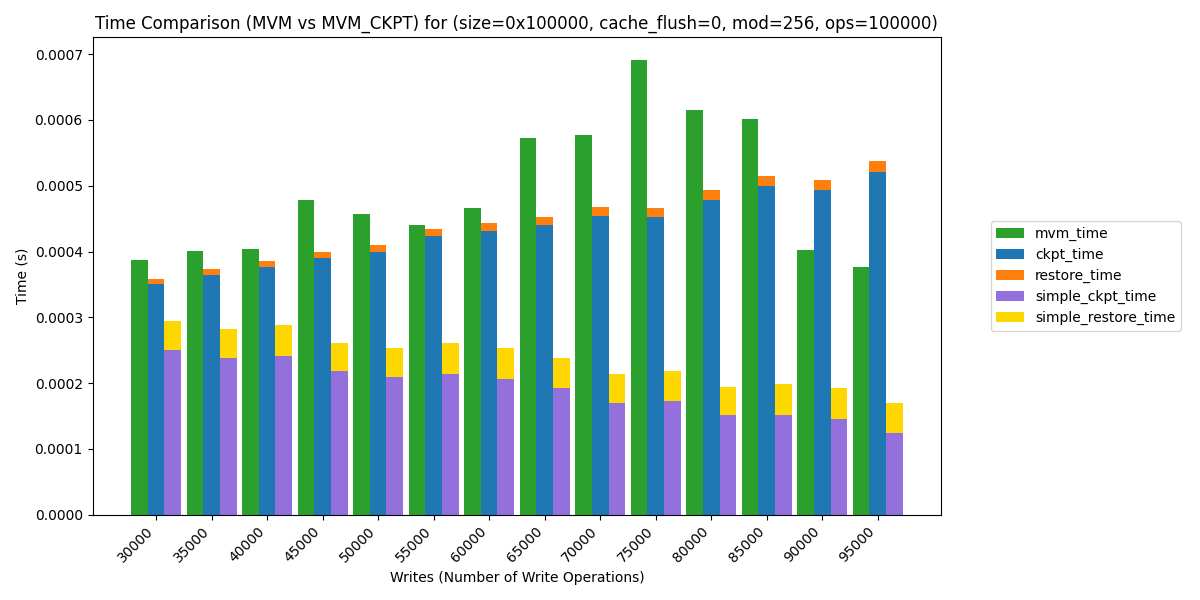 Time Comparison (MVM vs MVM_CKPT) for (size=0x100000, cache_flush=0, mod=256, ops=100000)
Time (s)
0.0007
0.0006
0.0005
0.0004
0.0003
0.0002
0.0001
0.0000
30000
35000
40000
45000
50000
55000
60000
65000
70000
75000
80000
85000
90000
95000
Writes (Number of Write Operations)
mvm_time
ckpt_time
restore_time
simple_ckpt_time
simple_restore_time